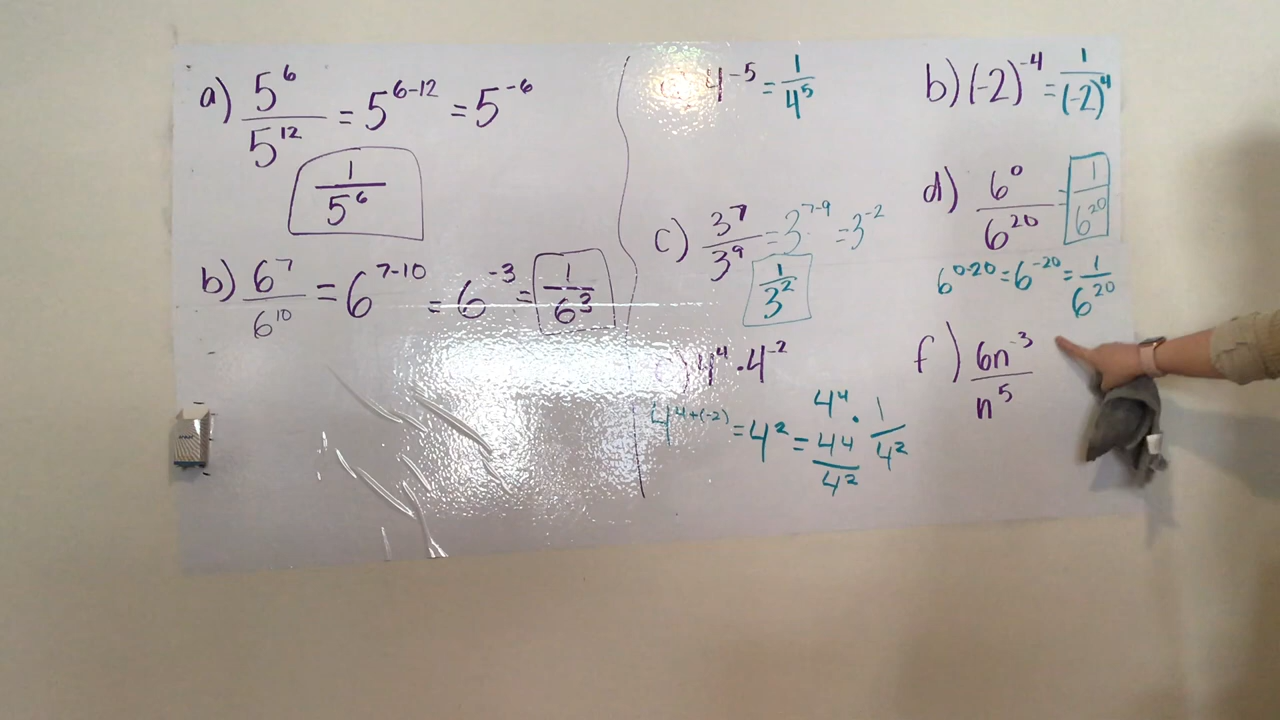 a) 5^6 / 5^12 = 5^(6-12) = 5^-6
1 / 5^6
b) 6^7 / 6^10 = 6^(7-10) = 6^-3 = 1 / 6^3
4^-5 = 1 / 4^5
b) (-2)^-4 = 1 / (-2)^4
c) 3^7 / 3^9 = 3^(7-9) = 3^-2
1 / 3^2
d) 6^0 / 6^20 = 1 / 6^20
6^(0-20) = 6^-20 = 1 / 6^20
) 4^4 · 4^-2
4^(4+(-2)) = 4^2 = 44 / 4^2
4^4 · 1 / 4^2
f) 6n^-3 / n^5